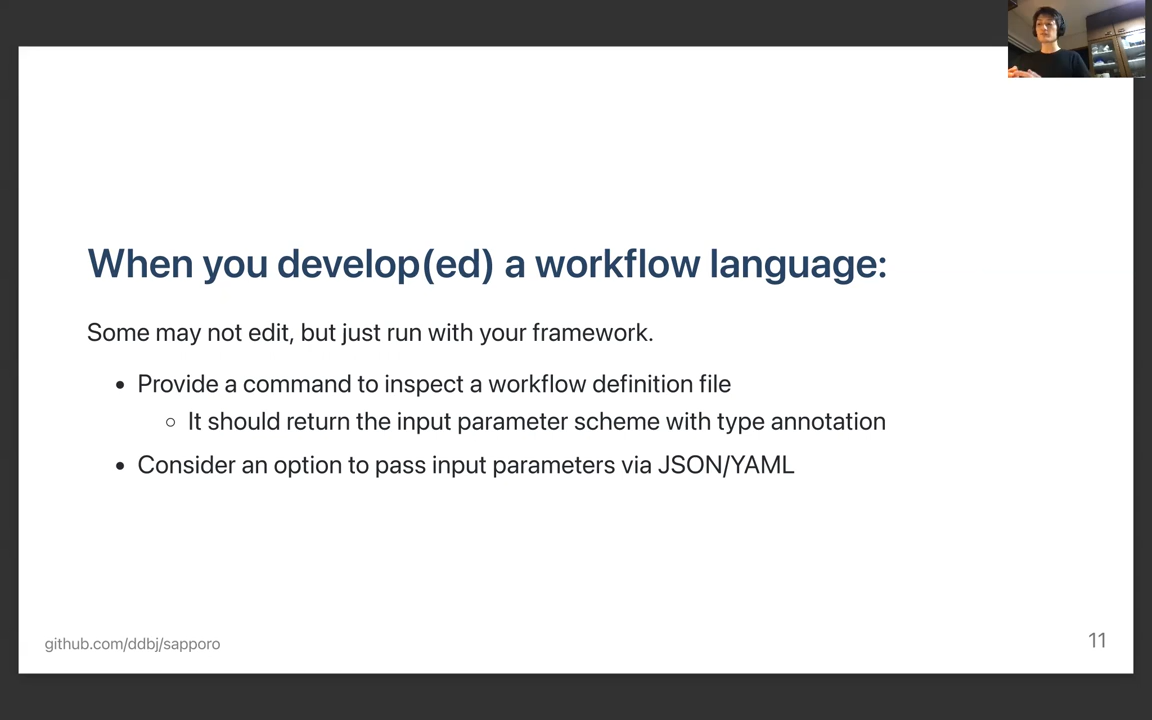 When you develop(ed) a workflow language:
Some may not edit, but just run with your framework.
• Provide a command to inspect a workflow definition file
○ It should return the input parameter scheme with type annotation
• Consider an option to pass input parameters via JSON/YAML
github.com/ddbj/sapporo
11